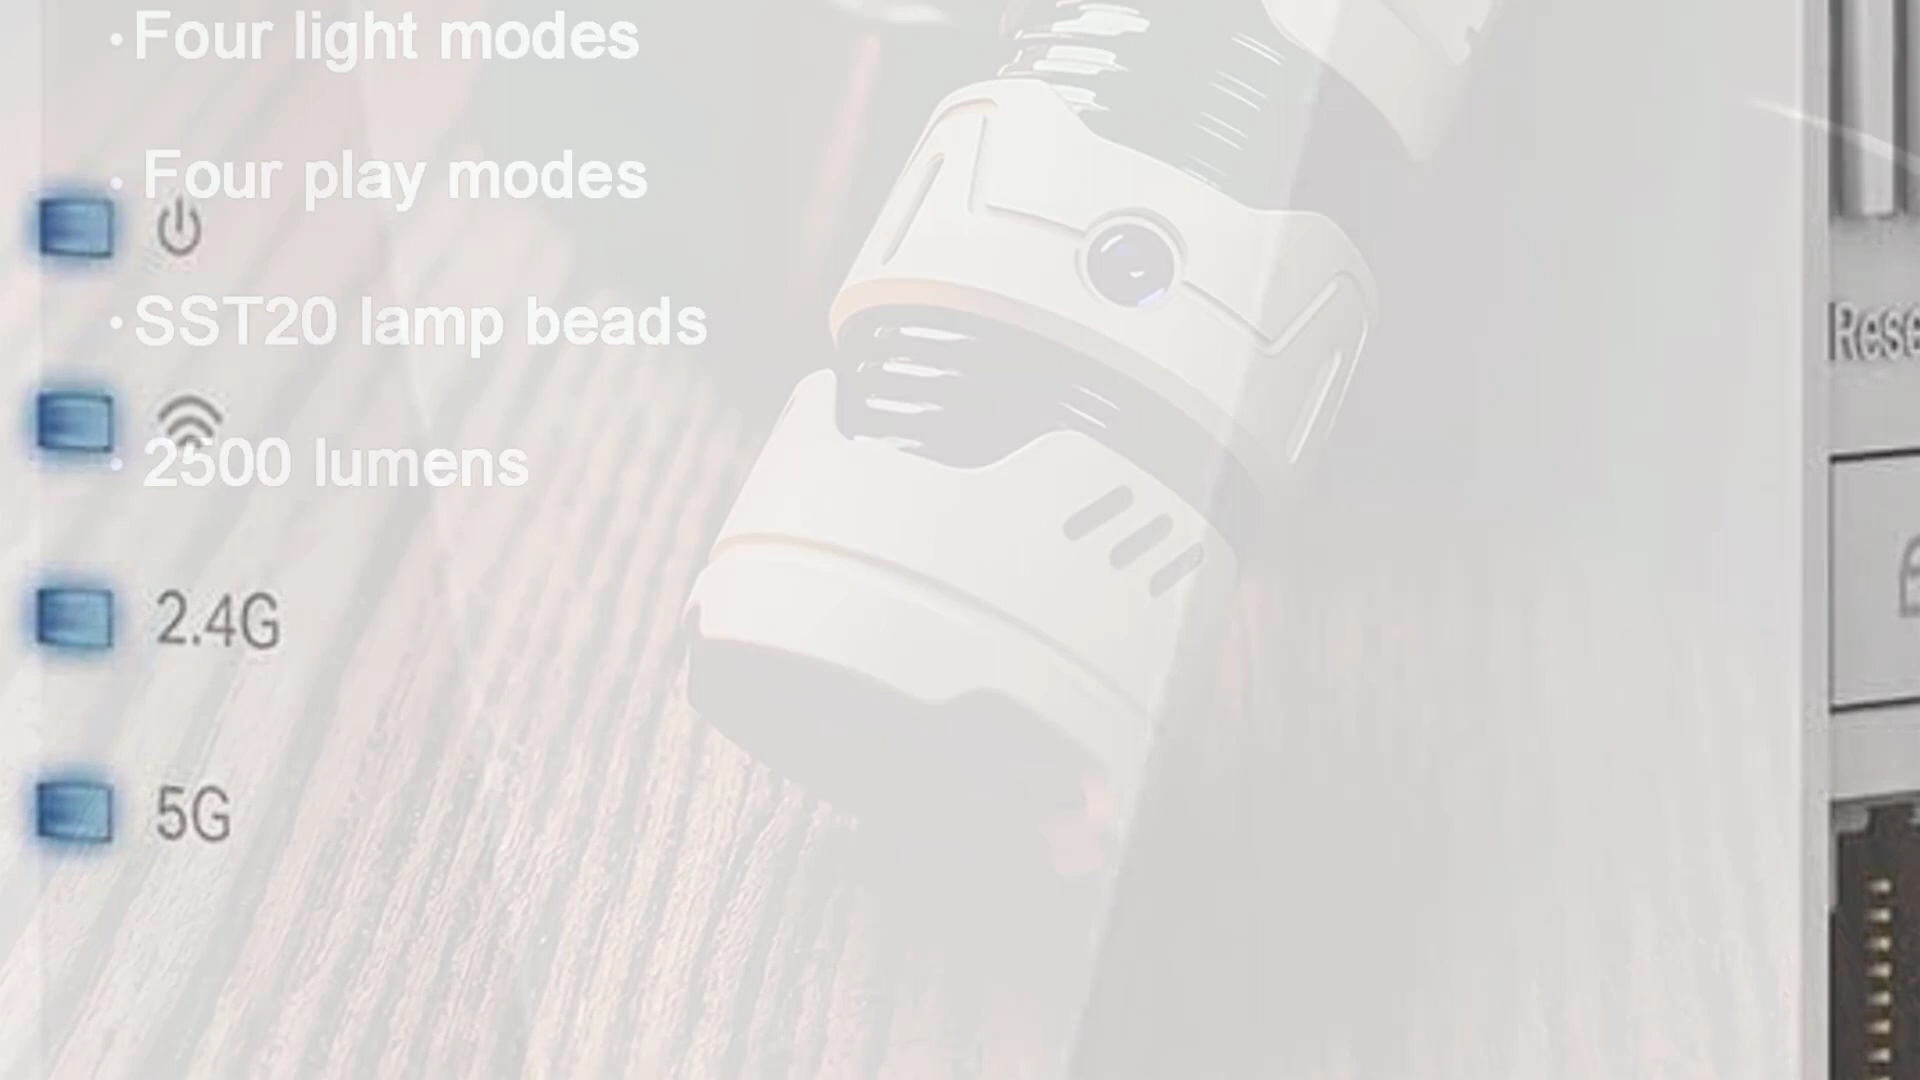 ·Four light modes
· Four play modes
·SST20 lamp beads
· 2500 lumens
2.4G
5G
Rese